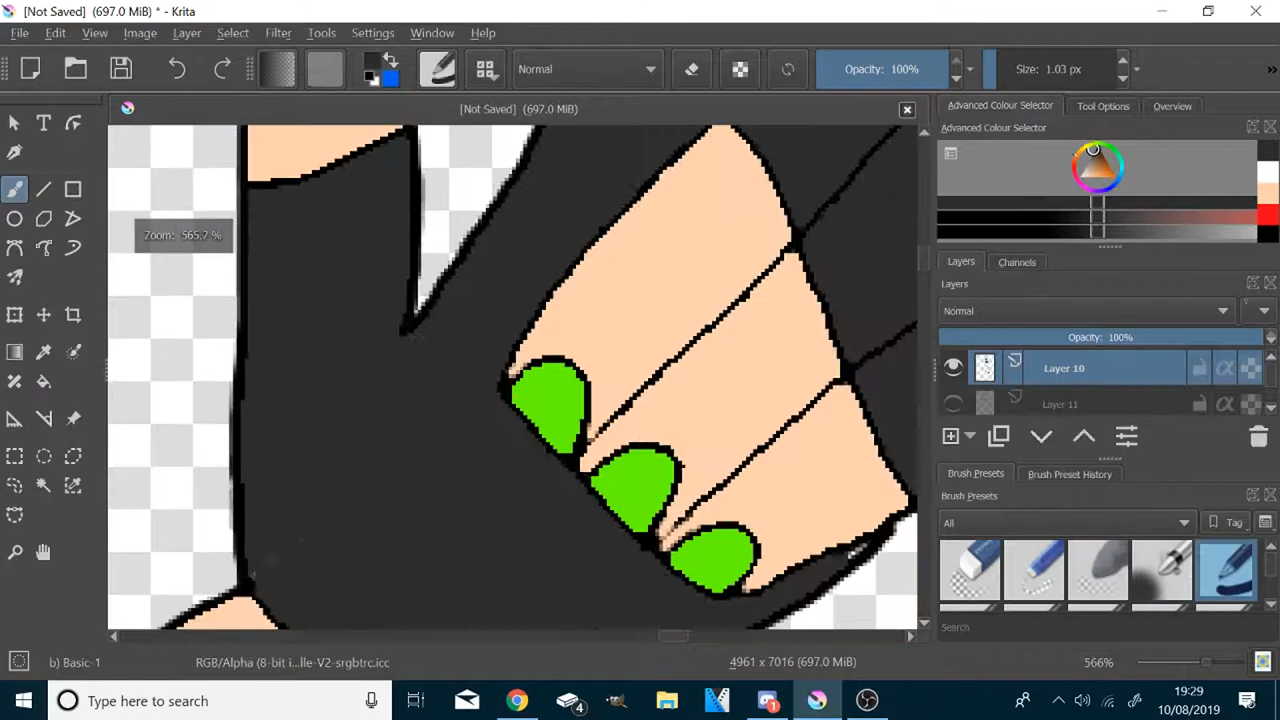 [Not Saved] (697.0 MiB) * - Krita
File Edit View Image Layer Select Filter Tools Settings Window Help
Normal
Opacity: 100%
Size: 1.03 px
»
[Not Saved] (697.0 MiB)
Zoom: 565.7 %
Advanced Colour Selector Tool Options Overview
Advanced Colour Selector
Layers Channels
Layers
Normal
Opacity: 100%
Layer 10
Layer 11
Brush Presets Brush Preset History
Brush Presets
All
Tag
Search
b) Basic-1
RGB/Alpha (8-bit i...lle-V2-srgbtrc.icc
4961 x 7016 (697.0 MiB)
566%
Type here to search
4
1
19:29
10/08/2019
1